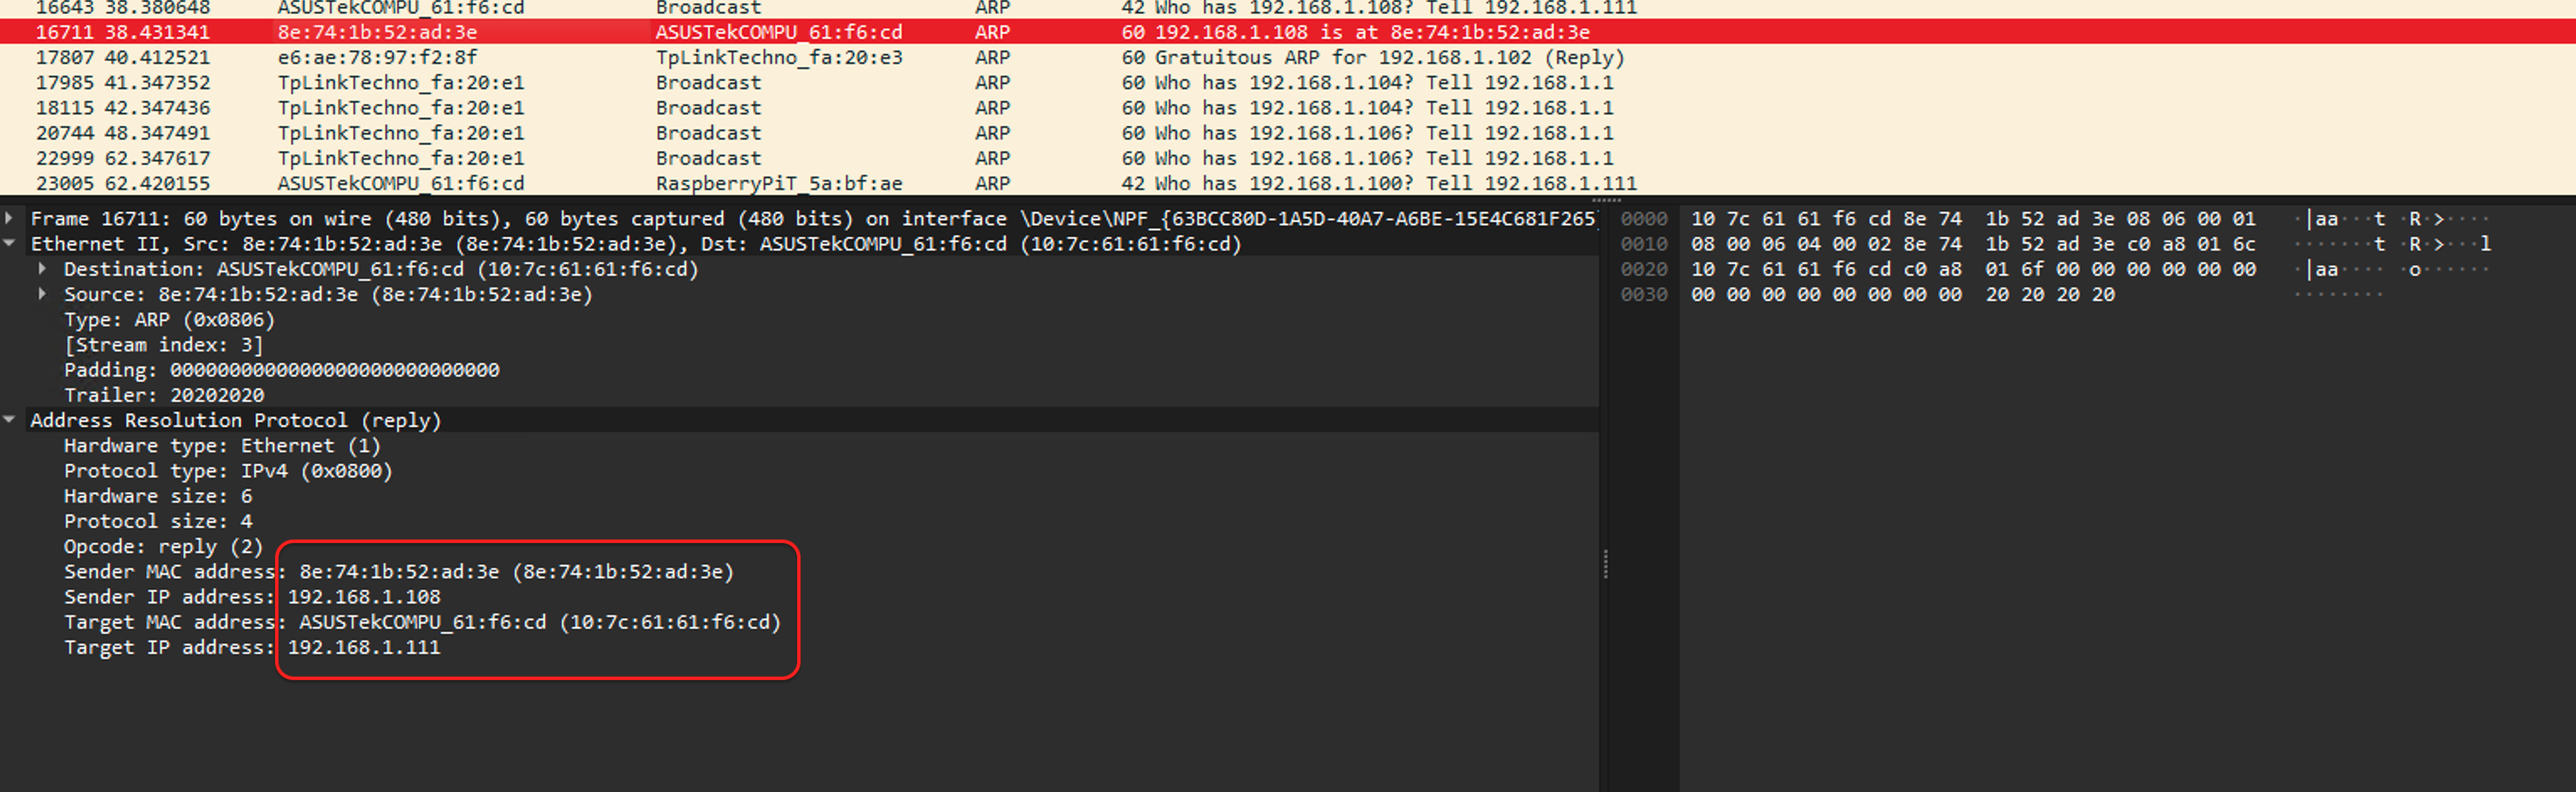 16643 38.380648 ASUSTekCOMPU_61:f6:cd Broadcast ARP 42 Who has 192.168.1.108? Tell 192.168.1.111
16711 38.431341 8e:74:1b:52:ad:3e ASUSTekCOMPU_61:f6:cd ARP 60 192.168.1.108 is at 8e:74:1b:52:ad:3e
17807 40.412521 e6:ae:78:97:f2:8f TpLinkTechno_fa:20:e3 ARP 60 Gratuitous ARP for 192.168.1.102 (Reply)
17985 41.347352 TpLinkTechno_fa:20:e1 Broadcast ARP 60 Who has 192.168.1.104? Tell 192.168.1.1
18115 42.347436 TpLinkTechno_fa:20:e1 Broadcast ARP 60 Who has 192.168.1.104? Tell 192.168.1.1
20744 48.347491 TpLinkTechno_fa:20:e1 Broadcast ARP 60 Who has 192.168.1.106? Tell 192.168.1.1
22999 62.347617 TpLinkTechno_fa:20:e1 Broadcast ARP 60 Who has 192.168.1.106? Tell 192.168.1.1
23005 62.420155 ASUSTekCOMPU_61:f6:cd RaspberryPiT_5a:bf:ae ARP 42 Who has 192.168.1.100? Tell 192.168.1.111
Frame 16711: 60 bytes on wire (480 bits), 60 bytes captured (480 bits) on interface \Device\NPF_{63BCC80D-1A5D-40A7-A6BE-15E4C681F265}
Ethernet II, Src: 8e:74:1b:52:ad:3e (8e:74:1b:52:ad:3e), Dst: ASUSTekCOMPU_61:f6:cd (10:7c:61:61:f6:cd)
Destination: ASUSTekCOMPU_61:f6:cd (10:7c:61:61:f6:cd)
Source: 8e:74:1b:52:ad:3e (8e:74:1b:52:ad:3e)
Type: ARP (0x0806)
[Stream index: 3]
Padding: 0000000000000000000000000000
Trailer: 20202020
Address Resolution Protocol (reply)
Hardware type: Ethernet (1)
Protocol type: IPv4 (0x0800)
Hardware size: 6
Protocol size: 4
Opcode: reply (2)
Sender MAC address: 8e:74:1b:52:ad:3e (8e:74:1b:52:ad:3e)
Sender IP address: 192.168.1.108
Target MAC address: ASUSTekCOMPU_61:f6:cd (10:7c:61:61:f6:cd)
Target IP address: 192.168.1.111
0000 10 7c 61 61 f6 cd 8e 74 1b 52 ad 3e 08 06 00 01 ·|aa···t ·R·>····
0010 08 00 06 04 00 02 8e 74 1b 52 ad 3e c0 a8 01 6c ·······t ·R·>···l
0020 10 7c 61 61 f6 cd c0 a8 01 6f 00 00 00 00 00 00 ·|aa···· ·o······
0030 00 00 00 00 00 00 00 00 20 20 20 20 ········